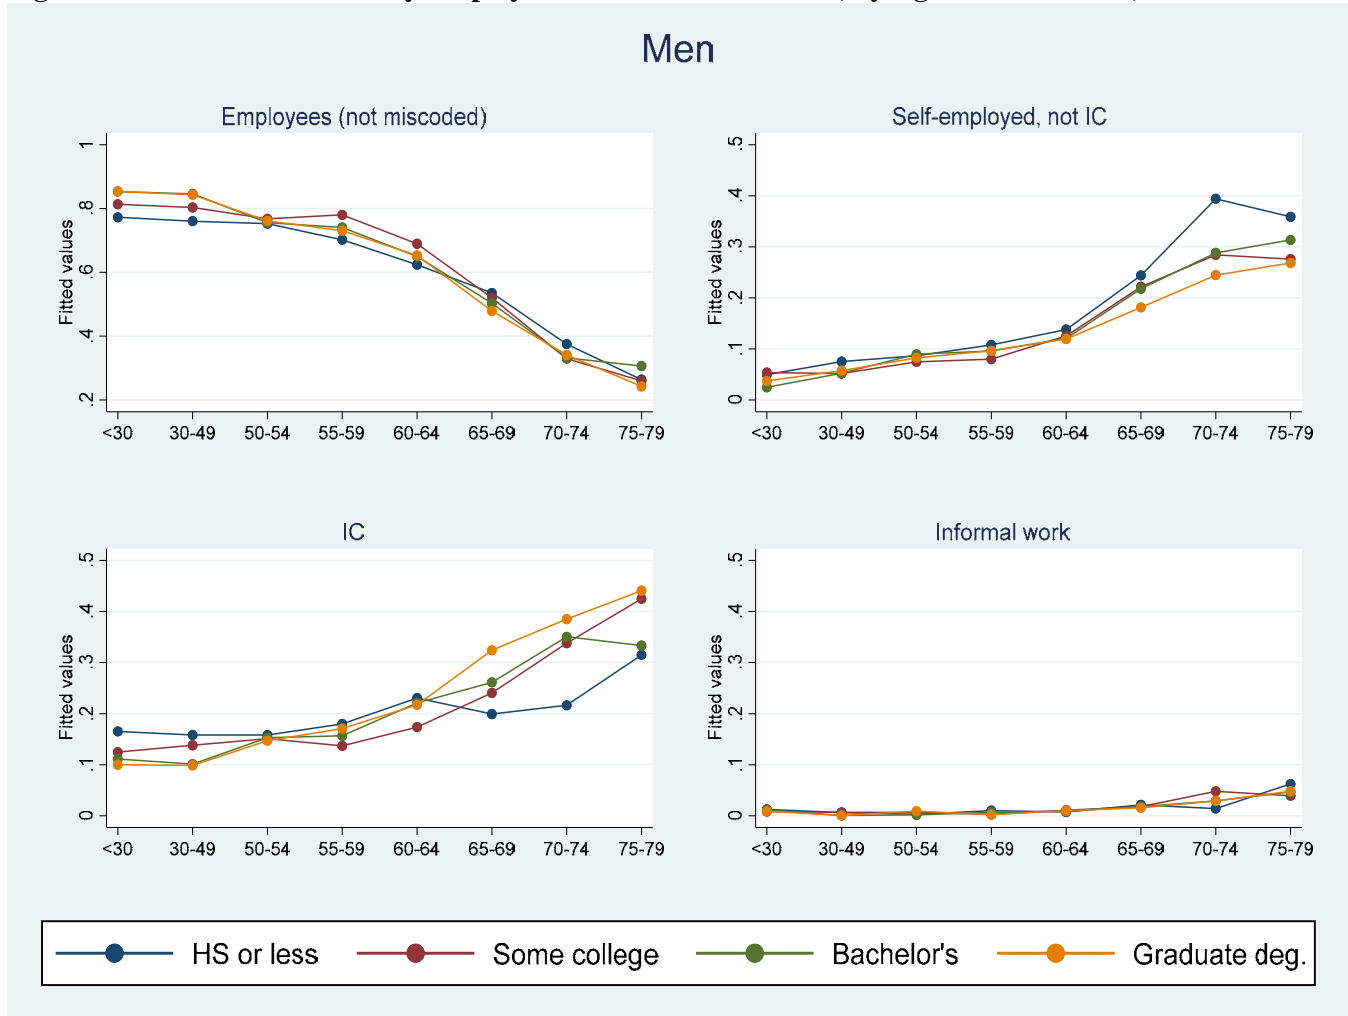 Men
Employees (not miscoded)
Self-employed, not IC
Fitted values
1
.8
.6
.4
.2
<30 30-49 50-54 55-59 60-64 65-69 70-74 75-79
Fitted values
.5
.4
.3
.2
.1
0
<30 30-49 50-54 55-59 60-64 65-69 70-74 75-79
IC
Informal work
Fitted values
.5
.4
.3
.2
.1
0
<30 30-49 50-54 55-59 60-64 65-69 70-74 75-79
Fitted values
.5
.4
.3
.2
.1
0
<30 30-49 50-54 55-59 60-64 65-69 70-74 75-79
HS or less Some college Bachelor's Graduate deg.